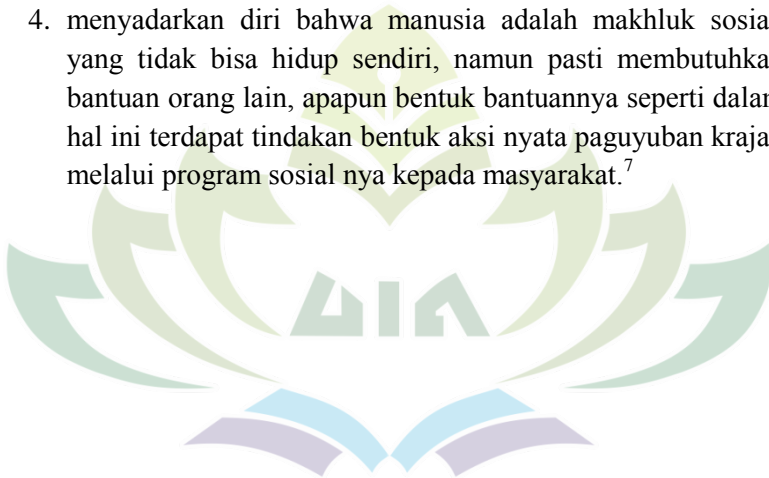 4. menyadarkan diri bahwa manusia adalah makhluk sosia
yang tidak bisa hidup sendiri, namun pasti membutuhka
bantuan orang lain, apapun bentuk bantuannya seperti dalar
hal ini terdapat tindakan bentuk aksi nyata paguyuban kraja
melalui program sosial nya kepada masyarakat.⁷
UIN